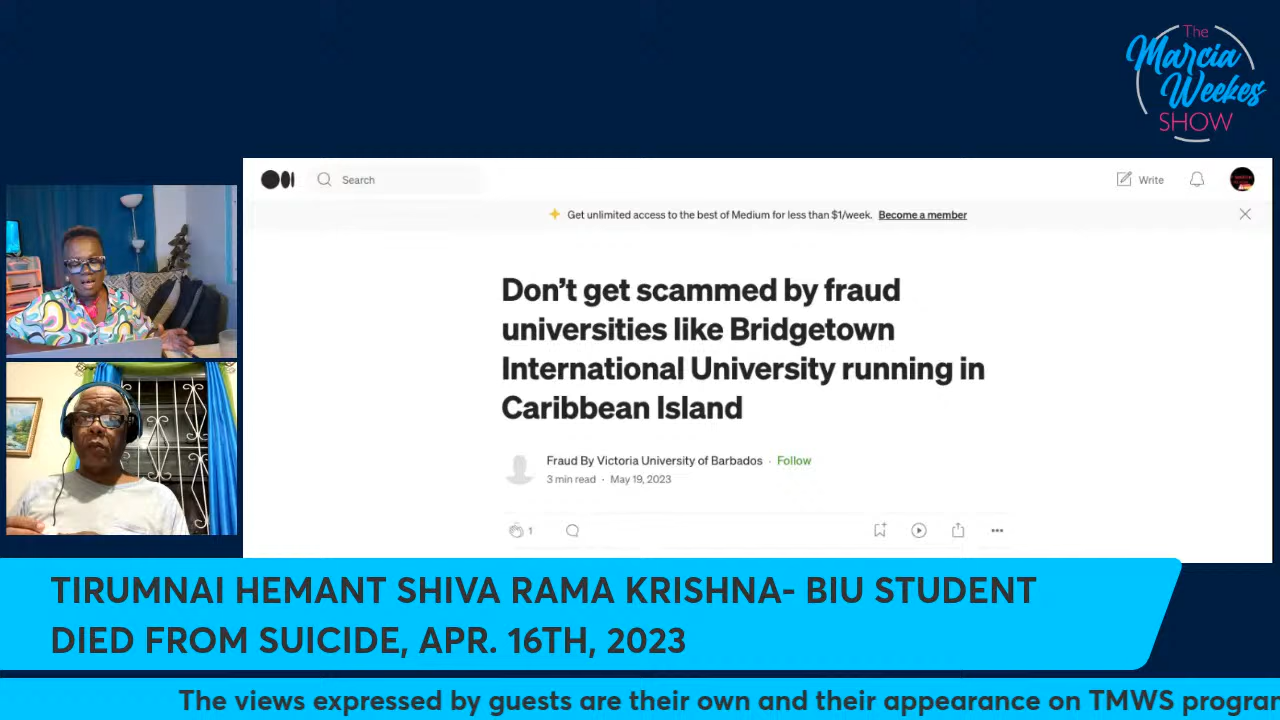 The
Marcia
Weekes
SHOW
Search
Write
Get unlimited access to the best of Medium for less than $1/week. Become a member
Don't get scammed by fraud
universities like Bridgetown
International University running in
Caribbean Island
Fraud By Victoria University of Barbados · Follow
3 min read · May 19, 2023
1
TIRUMNAI HEMANT SHIVA RAMA KRISHNA- BIU STUDENT
DIED FROM SUICIDE, APR. 16TH, 2023
The views expressed by guests are their own and their appearance on TMWS program